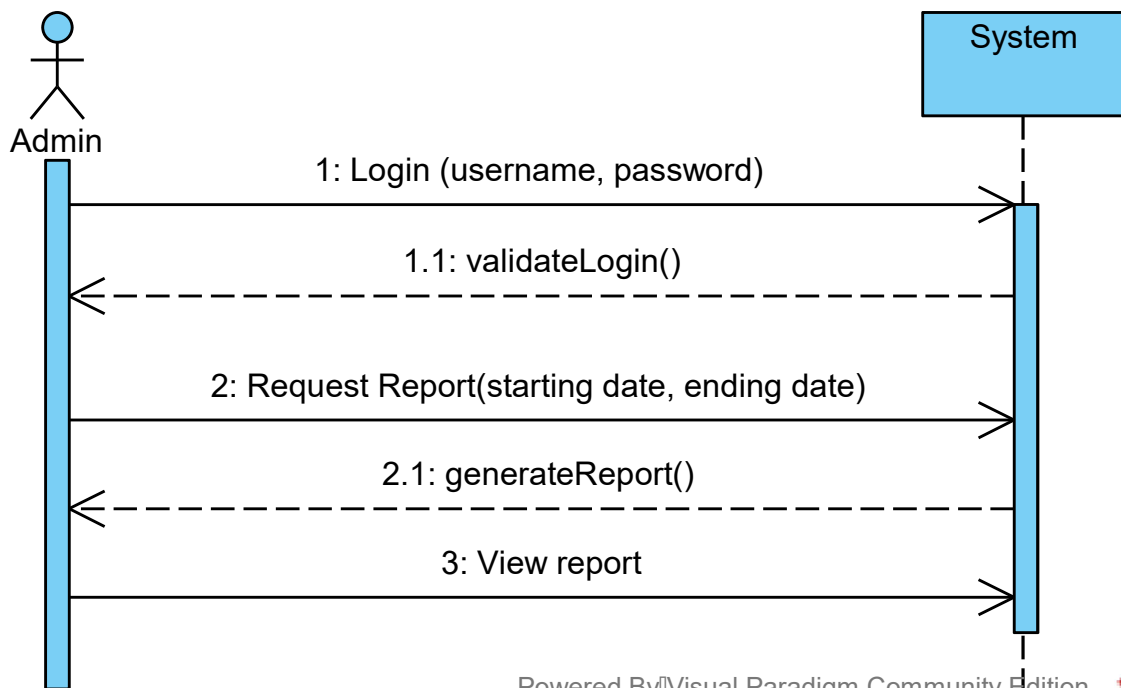 System
Admin
1: Login (username, password)
1.1: validateLogin()
2: Request Report(starting date, ending date)
2.1: generateReport()
3: View report
Powered By Visual Paradigm Community Edition